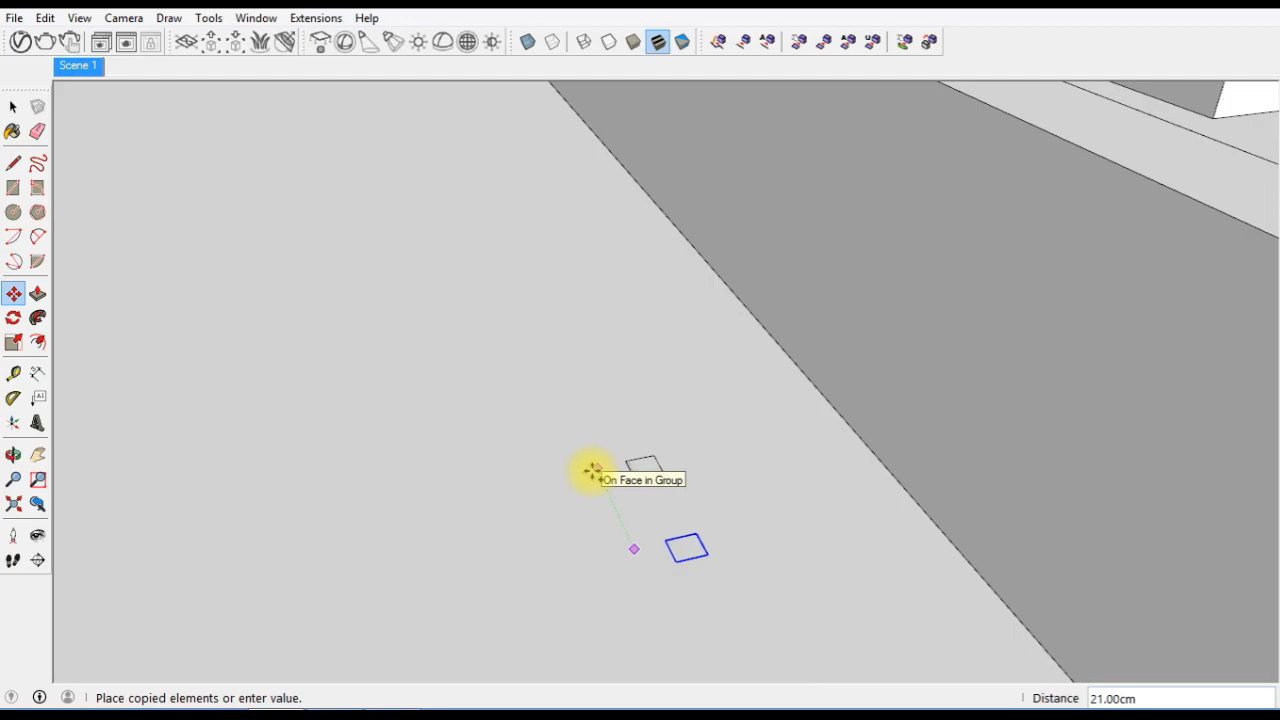 File Edit View Camera Draw Tools Window Extensions Help
Scene 1
On Face in Group
Place copied elements or enter value. Distance 21.00cm